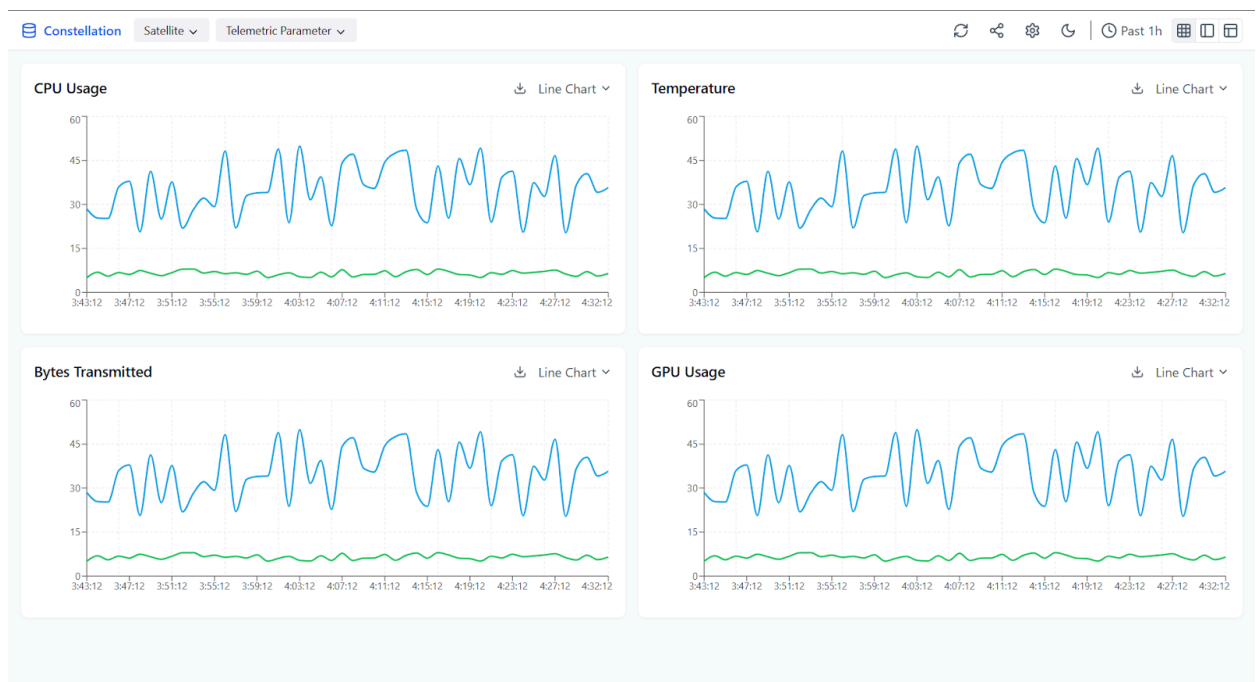 Constellation Satellite Telemetric Parameter Past 1h
CPU Usage Line Chart
60
45
30
15
0
3:43:12 3:47:12 3:51:12 3:55:12 3:59:12 4:03:12 4:07:12 4:11:12 4:15:12 4:19:12 4:23:12 4:27:12 4:32:12
Temperature Line Chart
60
45
30
15
0
3:43:12 3:47:12 3:51:12 3:55:12 3:59:12 4:03:12 4:07:12 4:11:12 4:15:12 4:19:12 4:23:12 4:27:12 4:32:12
Bytes Transmitted Line Chart
60
45
30
15
0
3:43:12 3:47:12 3:51:12 3:55:12 3:59:12 4:03:12 4:07:12 4:11:12 4:15:12 4:19:12 4:23:12 4:27:12 4:32:12
GPU Usage Line Chart
60
45
30
15
0
3:43:12 3:47:12 3:51:12 3:55:12 3:59:12 4:03:12 4:07:12 4:11:12 4:15:12 4:19:12 4:23:12 4:27:12 4:32:12